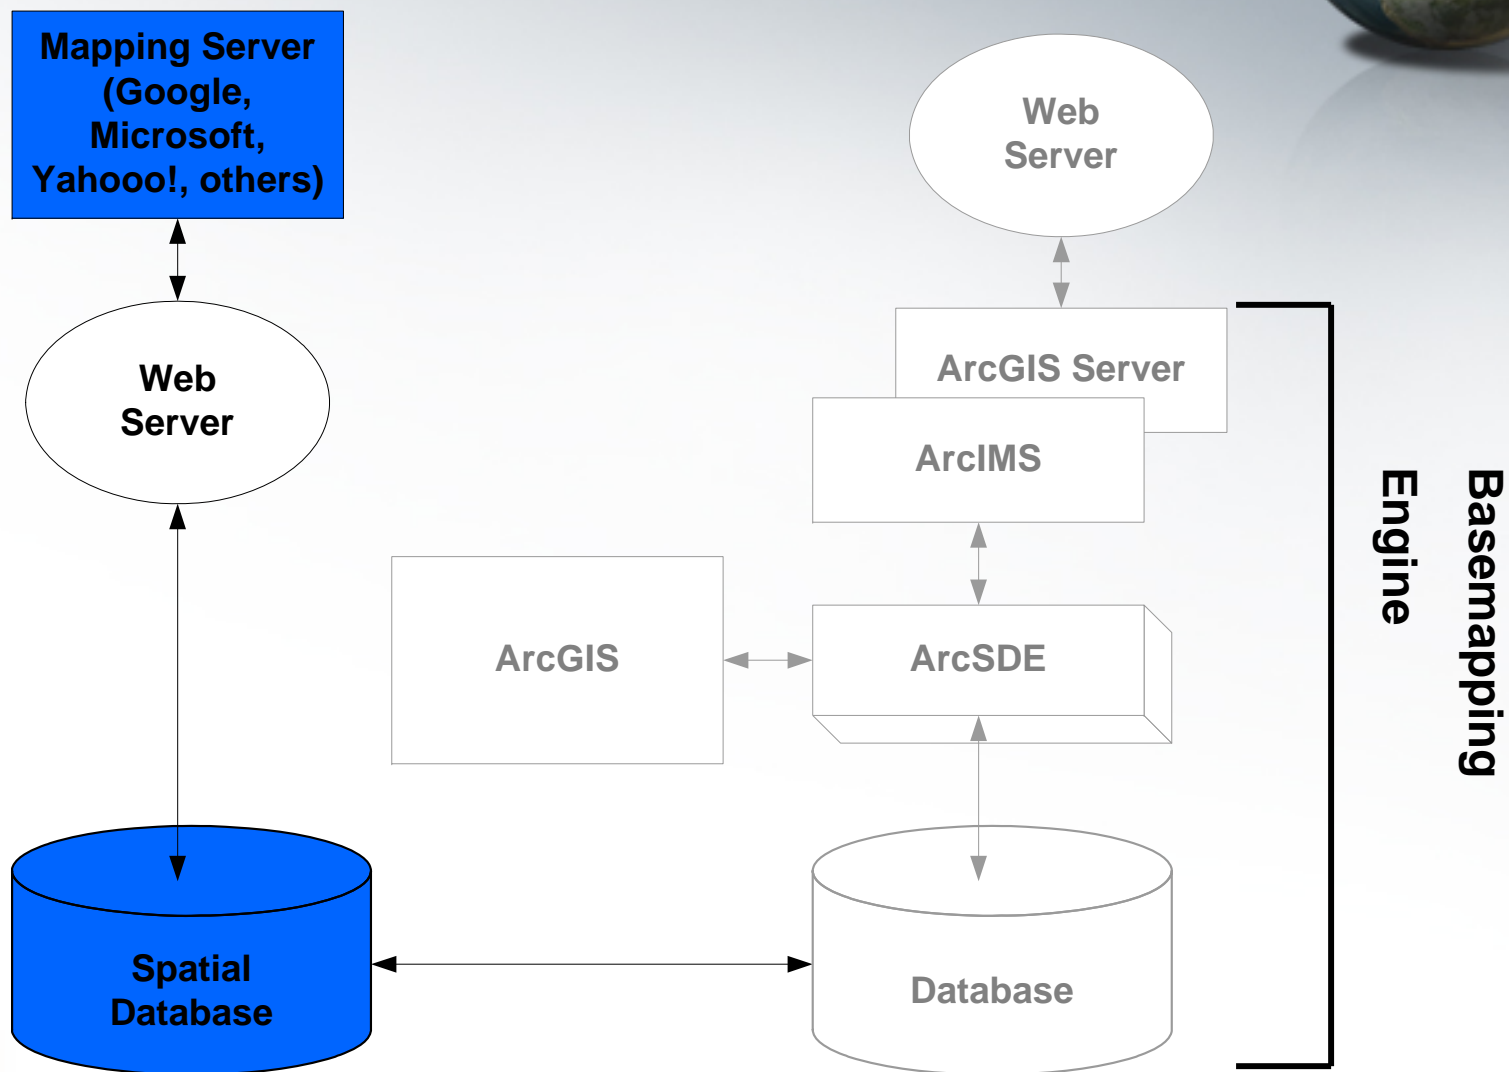 Mapping Server
(Google,
Microsoft,
Yahooo!, others)
Web
Server
Spatial
Database
Web
Server
ArcGIS Server
ArcIMS
ArcGIS
ArcSDE
Database
Basemapping
Engine